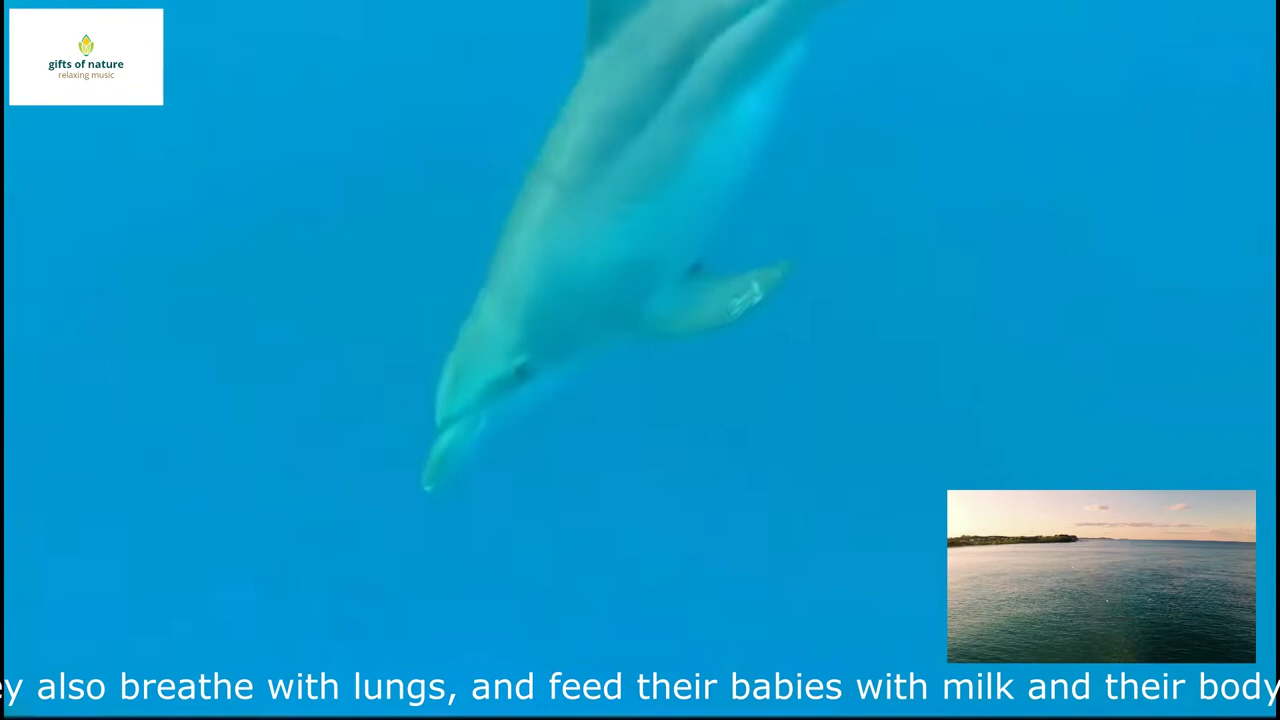 gifts of nature
relaxing music
ey also breathe with lungs, and feed their babies with milk and their body